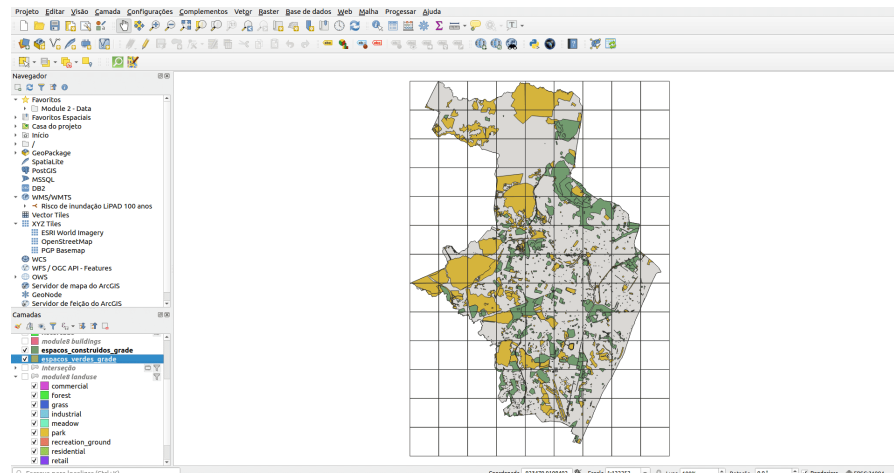 Projeto Editar Visão Camada Configurações Complementos Vetor Raster Base de dados Web Malha Processar Ajuda
Navegador
Favoritos
Module 2 - Data
Favoritos Espaciais
Casa do projeto
Início
/
GeoPackage
SpatiaLite
PostGIS
MSSQL
DB2
WMS/WMTS
Risco de inundação LiPAD 100 anos
Vector Tiles
XYZ Tiles
ESRI World Imagery
OpenStreetMap
PGP Basemap
WCS
WFS / OGC API - Features
OWS
Servidor de mapa do ArcGIS
GeoNode
Servidor de feição do ArcGIS
Camadas
module8 buildings
espacos_construidos_grade
espacos_verdes_grade
Interseção
module8 landuse
commercial
forest
grass
industrial
meadow
park
recreation_ground
residential
retail